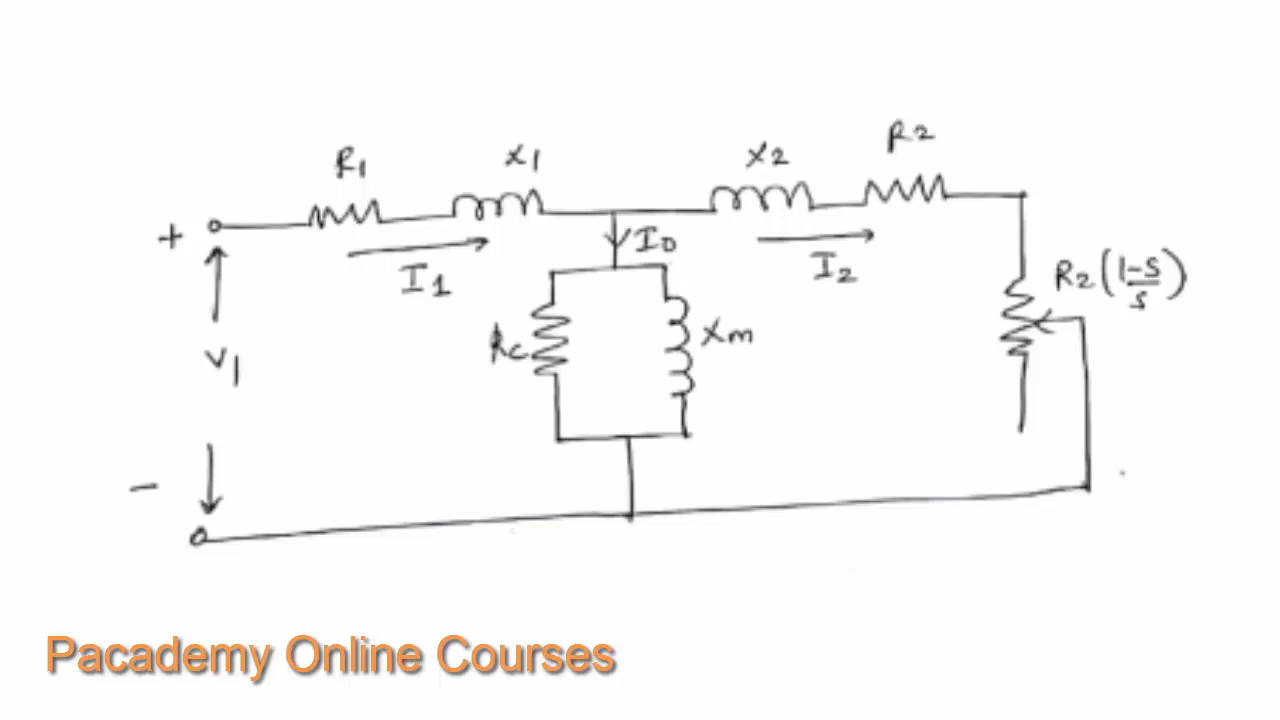 R1
X1
X2
R2
+
I0
I1
I2
R2(1-s/s)
Rc
Xm
V1
-
Pacademy Online Courses